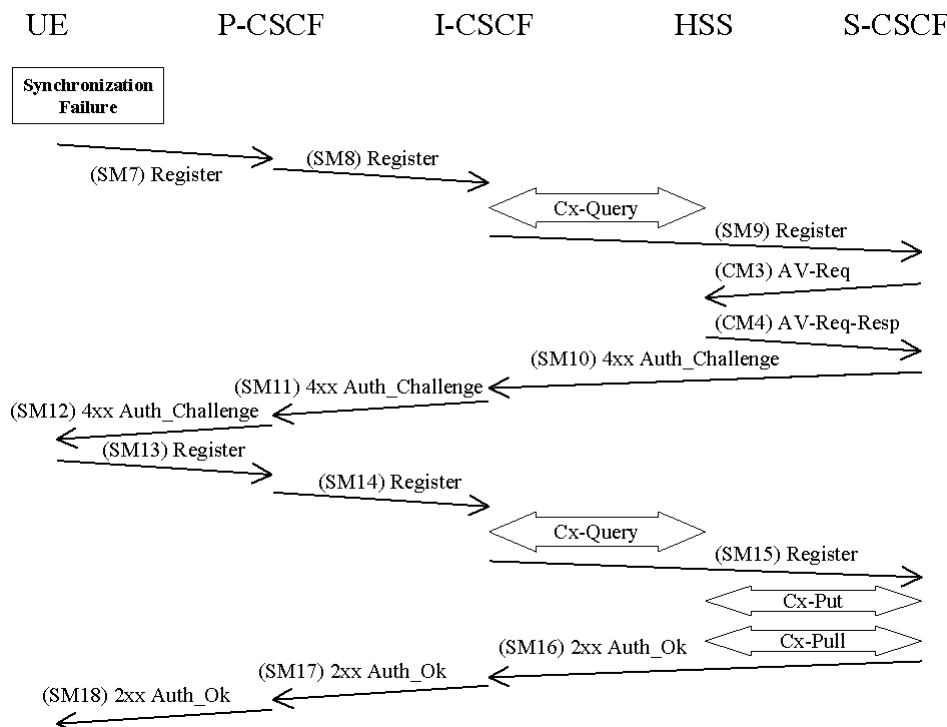 UE P-CSCF I-CSCF HSS S-CSCF
Synchronization
Failure
(SM7) Register
(SM8) Register
Cx-Query
(SM9) Register
(CM3) AV-Req
(CM4) AV-Req-Resp
(SM10) 4xx Auth_Challenge
(SM11) 4xx Auth_Challenge
(SM12) 4xx Auth_Challenge
(SM13) Register
(SM14) Register
Cx-Query
(SM15) Register
Cx-Put
Cx-Pull
(SM16) 2xx Auth_Ok
(SM17) 2xx Auth_Ok
(SM18) 2xx Auth_Ok